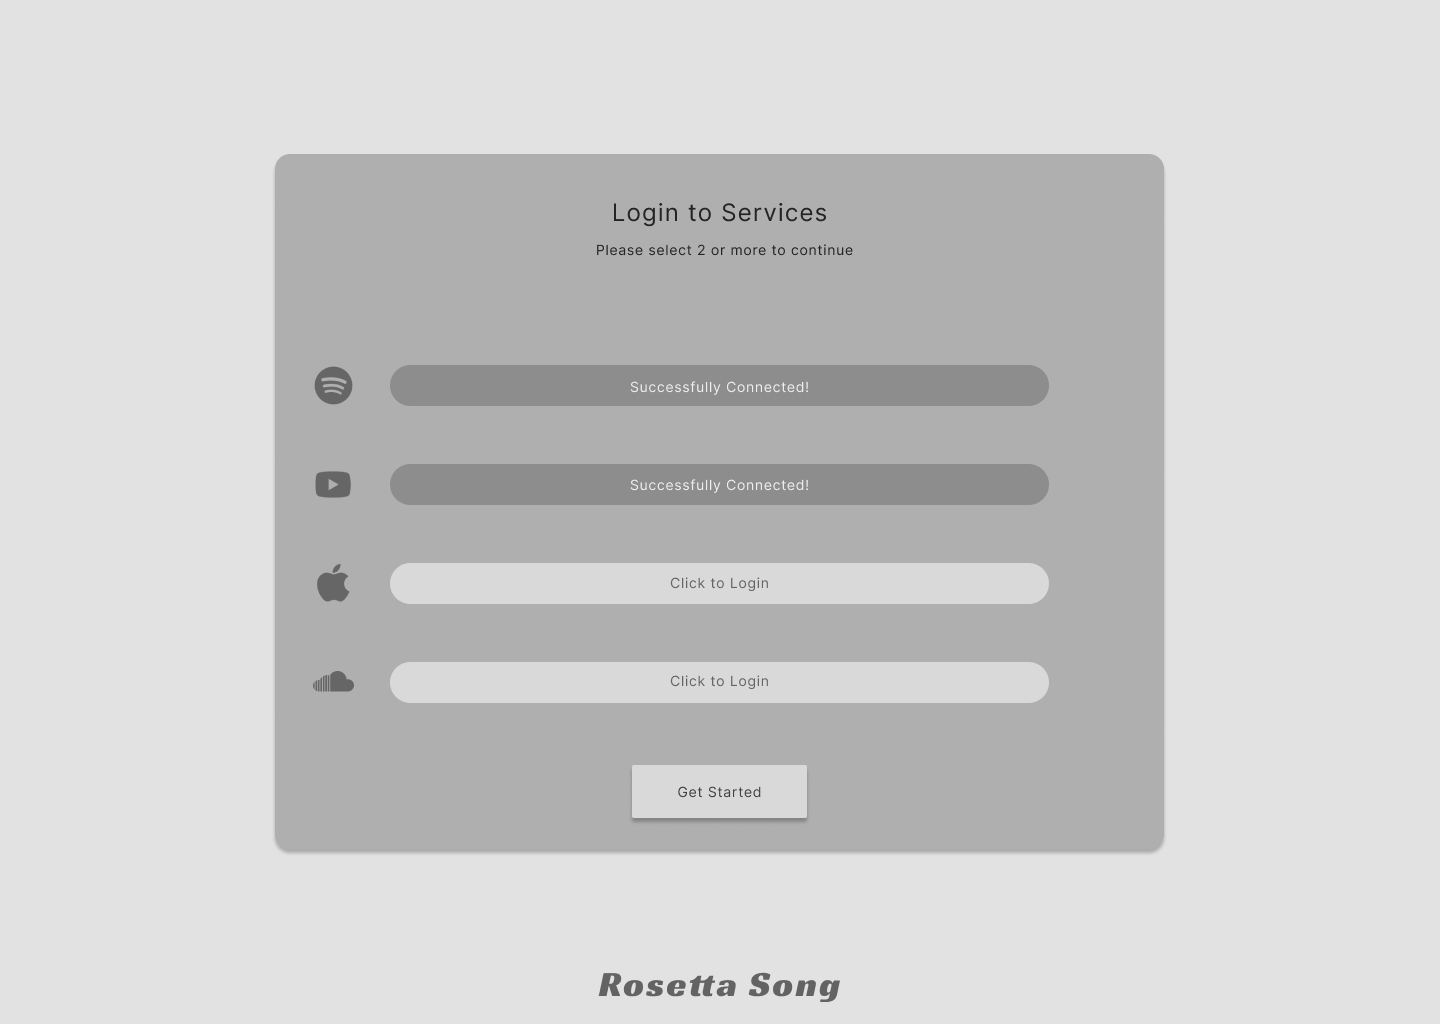 Login to Services
Please select 2 or more to continue
Successfully Connected!
Successfully Connected!
Click to Login
Click to Login
Get Started
Rosetta Song